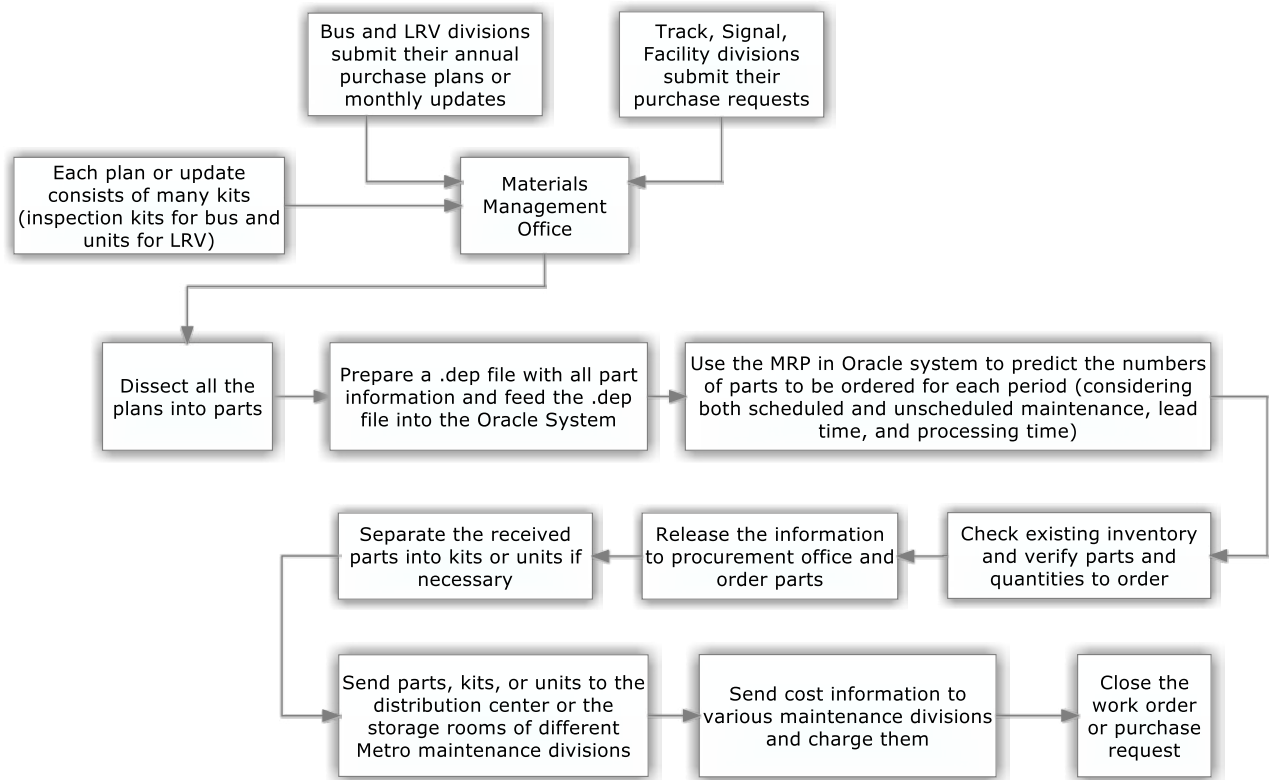 Bus and LRV divisions
submit their annual
purchase plans or
monthly updates
Track, Signal,
Facility divisions
submit their
purchase requests
Each plan or update
consists of many kits
(inspection kits for bus and
units for LRV)
Materials
Management
Office
Dissect all the
plans into parts
Prepare a .dep file with all part
information and feed the .dep
file into the Oracle System
Use the MRP in Oracle system to predict the numbers
of parts to be ordered for each period (considering
both scheduled and unscheduled maintenance, lead
time, and processing time)
Check existing inventory
and verify parts and
quantities to order
Release the information
to procurement office and
order parts
Separate the received
parts into kits or units if
necessary
Send parts, kits, or units to the
distribution center or the
storage rooms of different
Metro maintenance divisions
Send cost information to
various maintenance divisions
and charge them
Close the
work order
or purchase
request